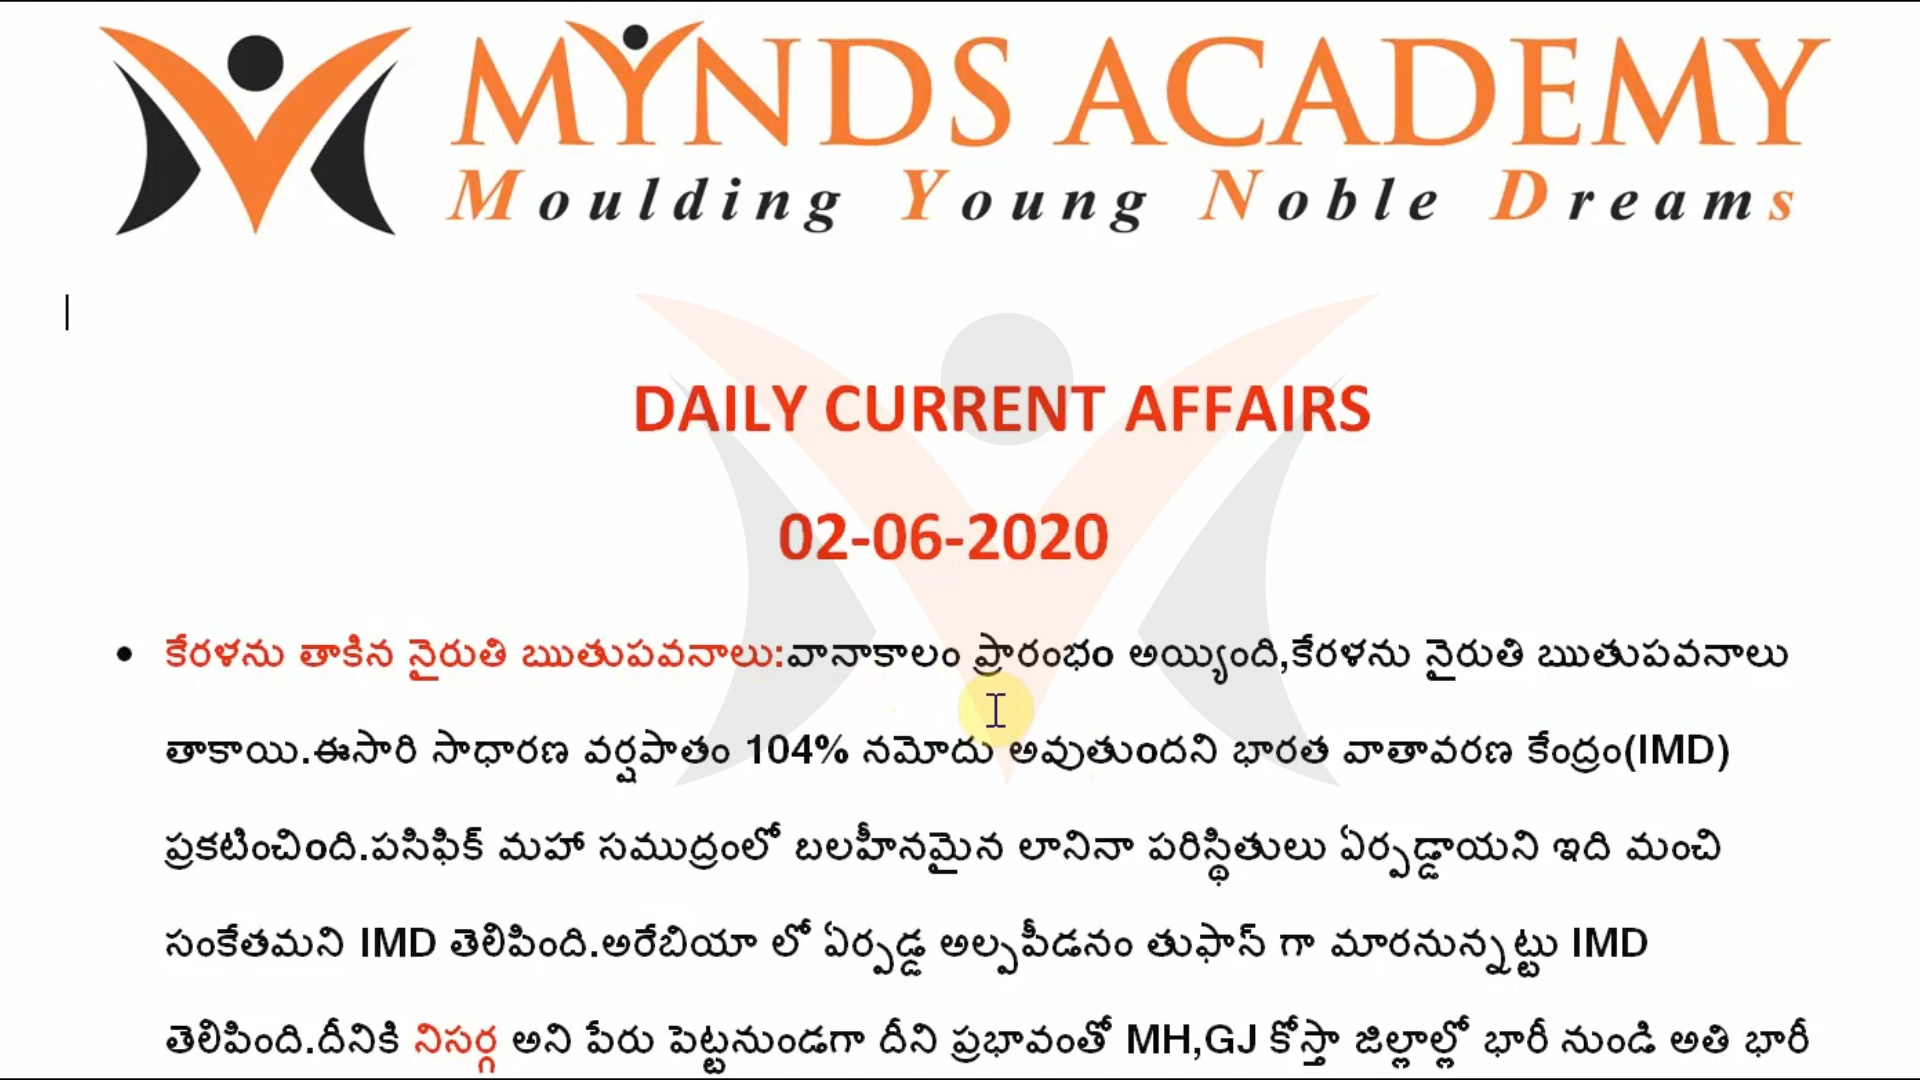 MYNDS ACADEMY
Moulding Young Noble Dreams
DAILY CURRENT AFFAIRS
02-06-2020
• కేరళను తాకిన నైరుతి ఋతుపవనాలు:వానాకాలం ప్రారంభం అయ్యింది,కేరళను నైరుతి ఋతుపవనాలు
తాకాయి.ఈసారి సాధారణ వర్షపాతం 104% నమోదు అవుతుందని భారత వాతావరణ కేంద్రం(IMD)
ప్రకటించింది.పసిఫిక్ మహా సముద్రంలో బలహీనమైన లానినా పరిస్థితులు ఏర్పడ్డాయని ఇది మంచి
సంకేతమని IMD తెలిపింది.అరేబియా లో ఏర్పడ్డ అల్పపీడనం తుఫాన్ గా మారనున్నట్టు IMD
తెలిపింది.దీనికి నిసర్గ అని పేరు పెట్టనుండగా దీని ప్రభావంతో MH,GJ కోస్తా జిల్లాల్లో భారీ నుండి అతి భారీ